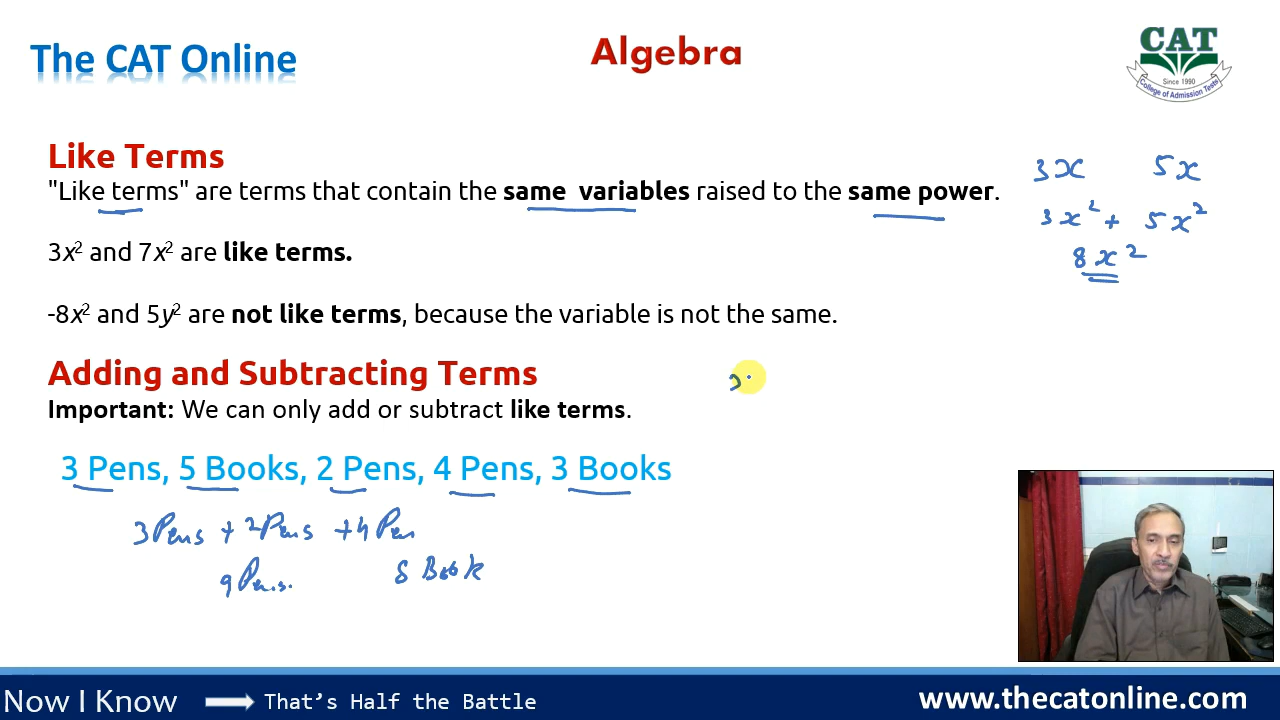 The CAT Online
Algebra
CAT
Since 1990
College of Admission Tests
Like Terms
"Like terms" are terms that contain the same variables raised to the same power.
3x² and 7x² are like terms.
-8x² and 5y² are not like terms, because the variable is not the same.
3x 5x
3x² + 5x²
8x²
Adding and Subtracting Terms
Important: We can only add or subtract like terms.
3 Pens, 5 Books, 2 Pens, 4 Pens, 3 Books
3Pens + 2Pens + 4Pen
9Pens. 8 Book
Now I Know That's Half the Battle
www.thecatonline.com